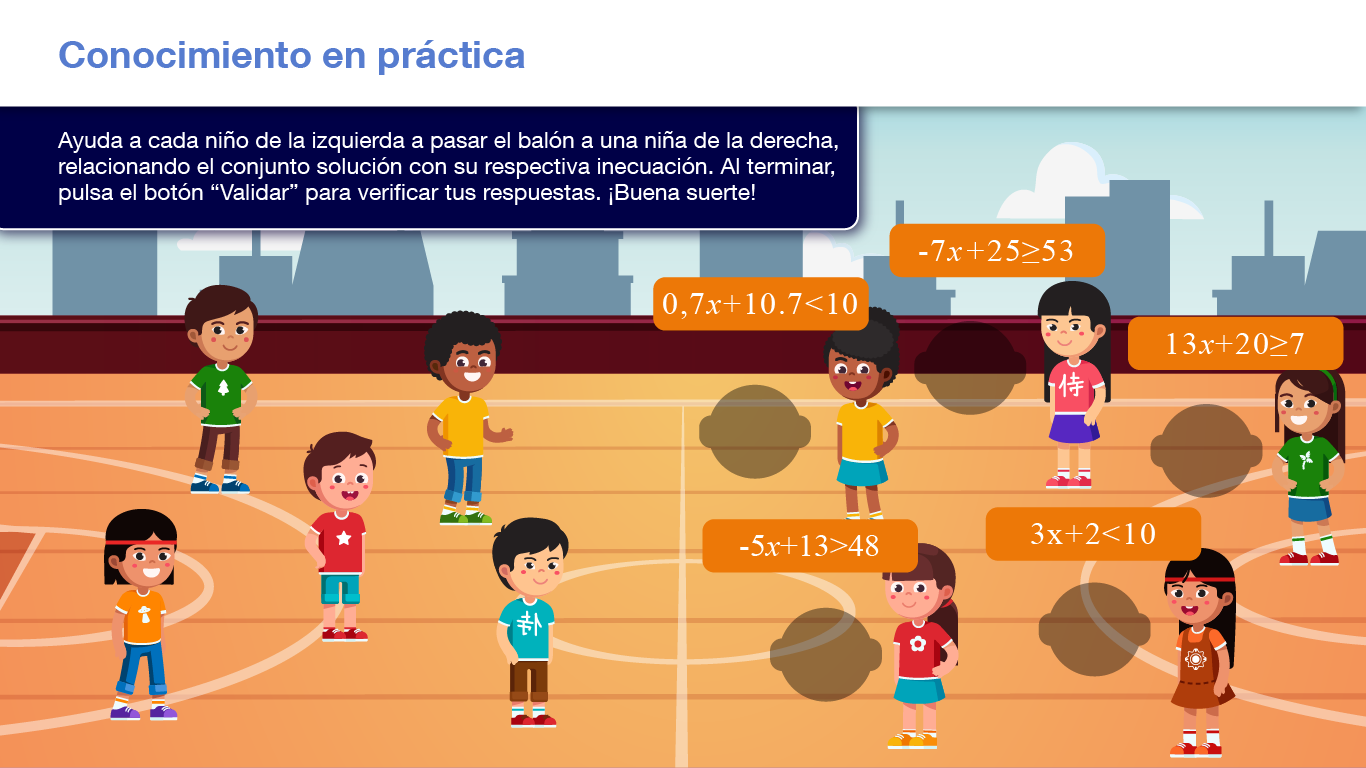 Conocimiento en práctica
Ayuda a cada niño de la izquierda a pasar el balón a una niña de la derecha,
relacionando el conjunto solución con su respectiva inecuación. Al terminar,
pulsa el botón “Validar” para verificar tus respuestas. ¡Buena suerte!
-7x+25≥53
0,7x+10.7<10
13x+20≥7
侍
-5x+13>48
3x+2<10
侍